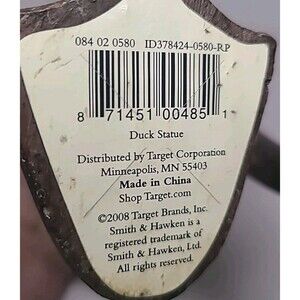 084 02 0580 ID378424-0580-RP
8 71451 00485 1
Duck Statue
Distributed by Target Corporation
Minneapolis, MN 55403
Made in China
Shop Target.com
©2008 Target Brands, Inc.
Smith & Hawken is a
registered trademark of
Smith & Hawken, Ltd.
All rights reserved.